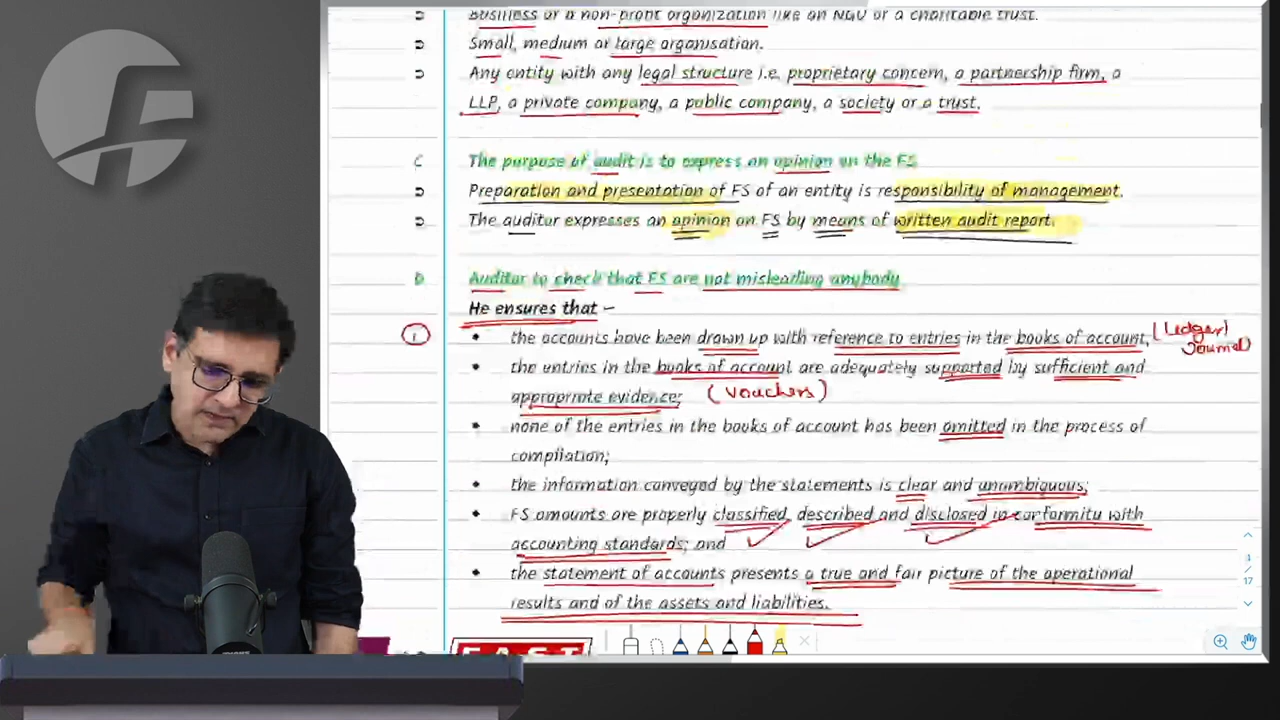 Business or a non-profit organization like an NGO or a charitable trust.
Small, medium or large organisation.
Any entity with any legal structure i.e. proprietary concern, a partnership firm, a
LLP, a private company, a public company, a society or a trust.
C The purpose of audit is to express an opinion on the FS
Preparation and presentation of FS of an entity is responsibility of management.
The auditor expresses an opinion on FS by means of written audit report.
D Auditor to check that FS are not misleading anybody
He ensures that –
1 • the accounts have been drawn up with reference to entries in the books of account, (Ledger/
Journal)
• the entries in the books of account are adequately supported by sufficient and
appropriate evidence; (Vouchers)
• none of the entries in the books of account has been omitted in the process of
compilation;
• the information conveyed by the statements is clear and unambiguous;
• FS amounts are properly classified, described and disclosed in conformity with
accounting standards; and
• the statement of accounts presents a true and fair picture of the operational
results and of the assets and liabilities.
17
FAST